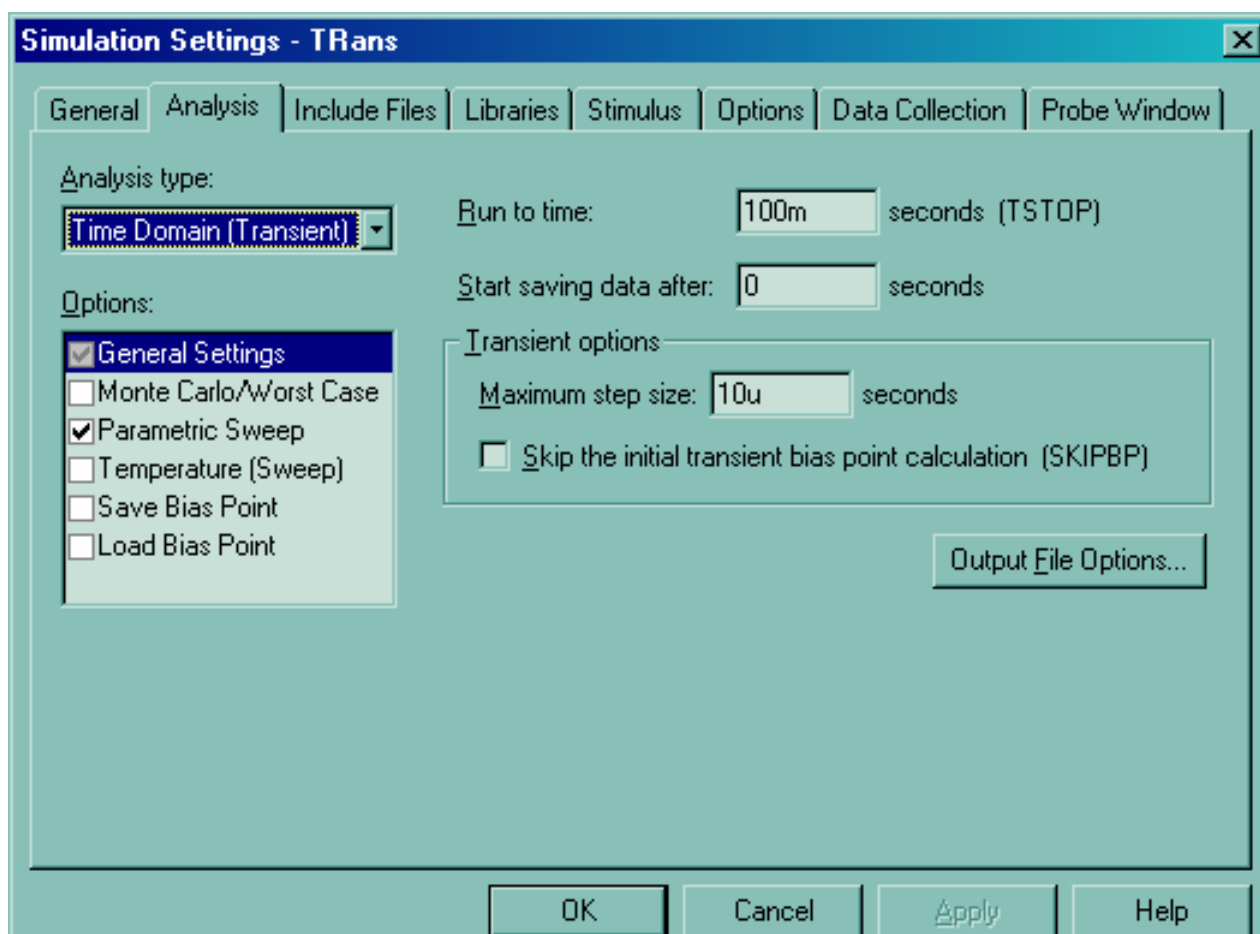 Simulation Settings - TRans
General Analysis Include Files Libraries Stimulus Options Data Collection Probe Window
Analysis type:
Time Domain (Transient)
Run to time: 100m seconds (TSTOP)
Start saving data after: 0 seconds
Options:
General Settings
Monte Carlo/Worst Case
Parametric Sweep
Temperature (Sweep)
Save Bias Point
Load Bias Point
Transient options
Maximum step size: 10u seconds
Skip the initial transient bias point calculation (SKIPBP)
Output File Options...
OK Cancel Apply Help